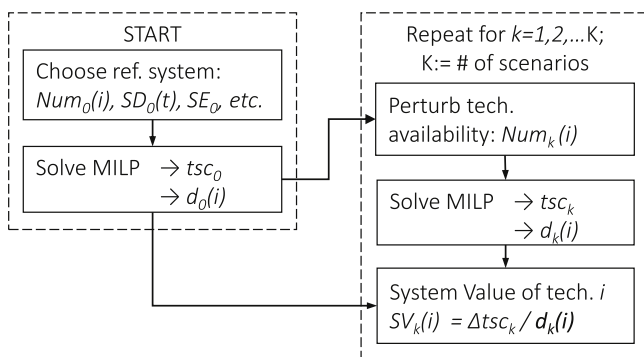 START
Choose ref. system:
Num₀(i), SD₀(t), SE₀, etc.
Solve MILP → tsc₀
→ d₀(i)
Repeat for k=1,2,...K;
K:= # of scenarios
Perturb tech.
availability: Numₖ(i)
Solve MILP → tscₖ
→ dₖ(i)
System Value of tech. i
SVₖ(i) = Δtscₖ / dₖ(i)